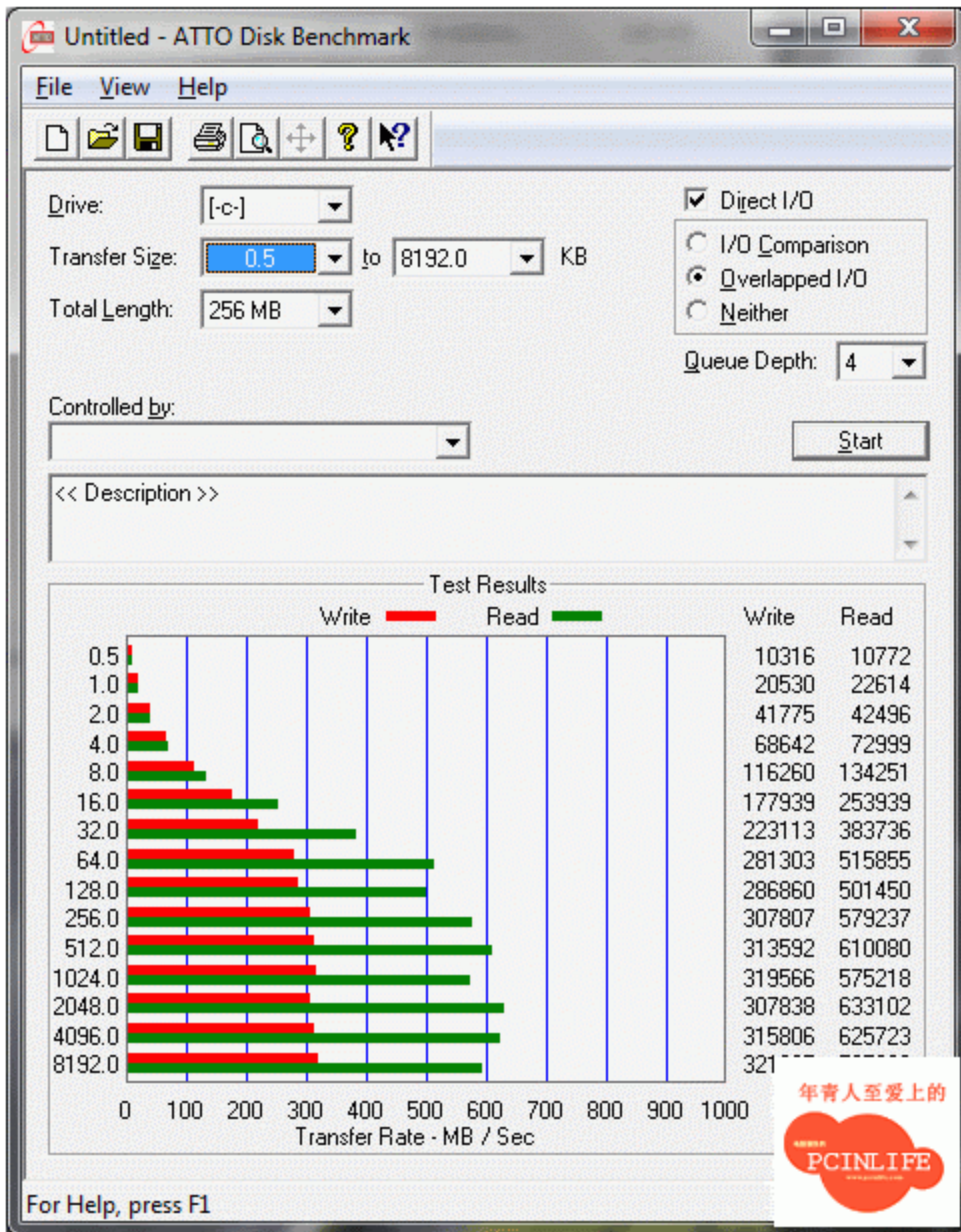 Untitled - ATTO Disk Benchmark
File View Help
Drive: [-c-] Direct I/O
I/O Comparison
Transfer Size: 0.5 to 8192.0 KB
Overlapped I/O
Total Length: 256 MB
Neither
Queue Depth: 4
Controlled by:
Start
<< Description >>
Test Results
Write Read Write Read
0.5 10316 10772
1.0 20530 22614
2.0 41775 42496
4.0 68642 72999
8.0 116260 134251
16.0 177939 253939
32.0 223113 383736
64.0 281303 515855
128.0 286860 501450
256.0 307807 579237
512.0 313592 610080
1024.0 319566 575218
2048.0 307838 633102
4096.0 315806 625723
8192.0
0 100 200 300 400 500 600 700 800 900 1000
Transfer Rate - MB / Sec
年青人至爱上的
PCINLIFE
www.pcinlife.com
For Help, press F1